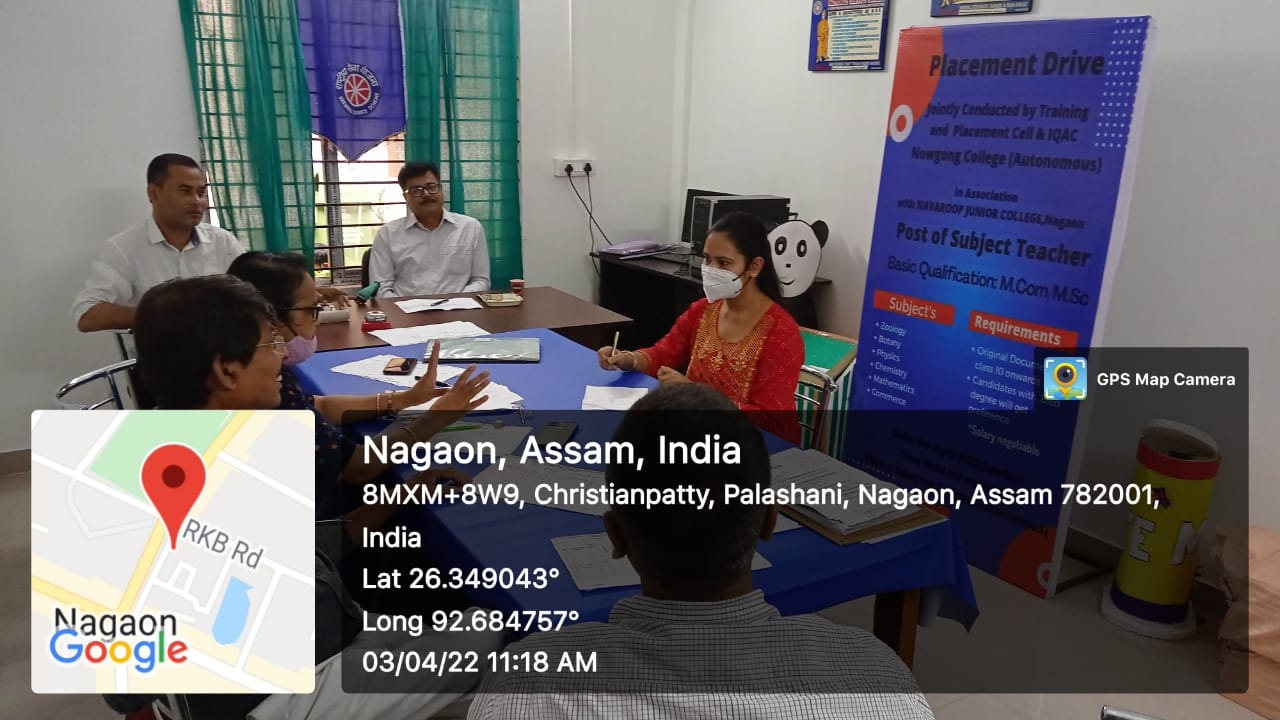 राष्ट्रीय सेवा योजना
Placement Drive
Jointly Conducted by Training
and Placement Cell & IQAC
Nowgong College (Autonomous)
in Association
with NAVAROOP JUNIOR COLLEGE,Nagaon
Post of Subject Teacher
Basic Qualification: M.Com/M.Sc
Subject's
• Zoology
• Botany
• Physics
• Chemistry
• Mathematics
• Commerce
Requirements
• Original
class 10 onwards
• Candidates with
degree will get
preference
*Salary negotiable
GPS Map Camera
Nagaon, Assam, India
8MXM+8W9, Christianpatty, Palashani, Nagaon, Assam 782001,
India
Lat 26.349043°
Long 92.684757°
03/04/22 11:18 AM
RKB Rd
Nagaon
Google